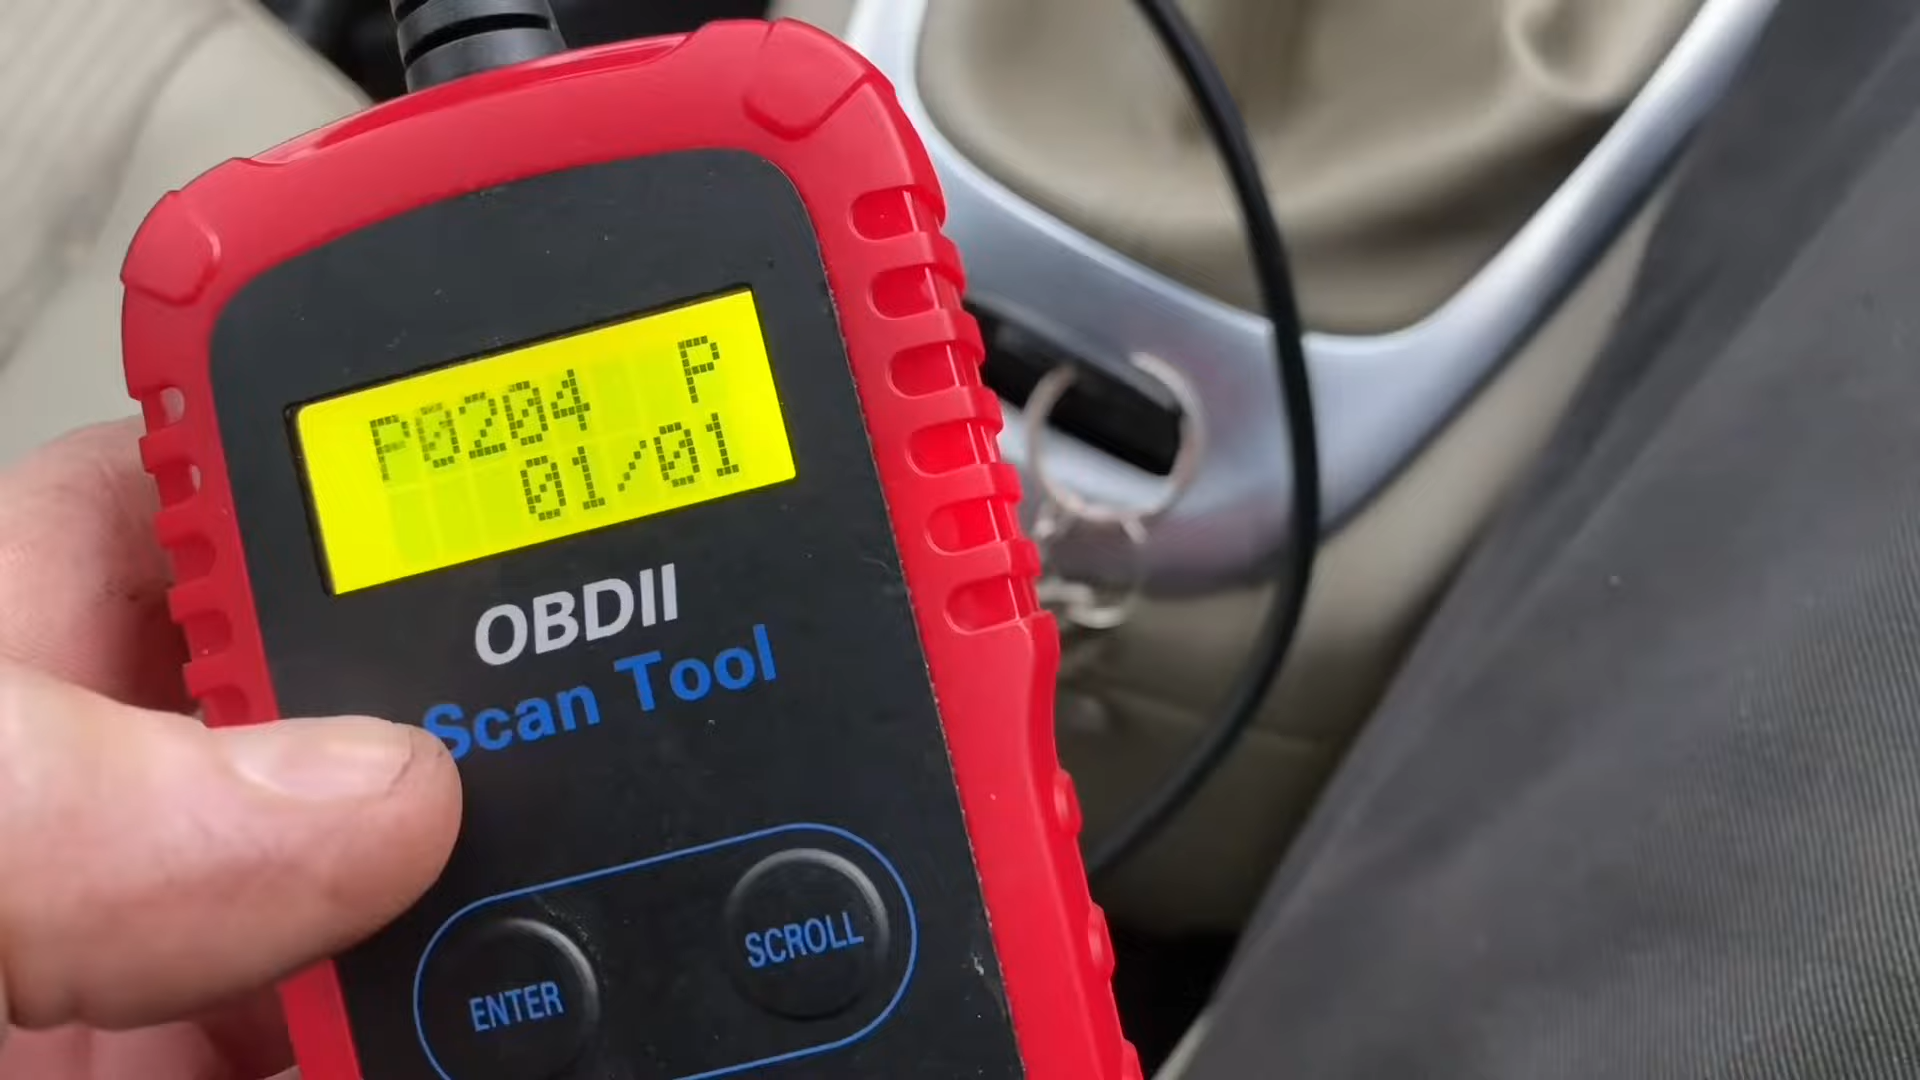 P0204 P
01/01
OBDII
Scan Tool
ENTER
SCROLL